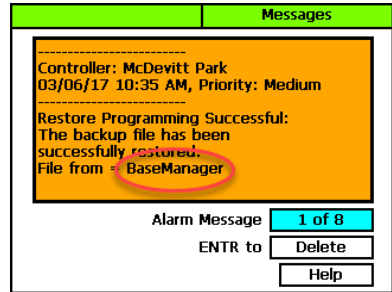 Messages
------------------------
Controller: McDevitt Park
03/06/17 10:35 AM, Priority: Medium
------------------------
Restore Programming Successful:
The backup file has been
successfully restored.
File from = BaseManager
Alarm Message 1 of 8
ENTR to Delete
Help